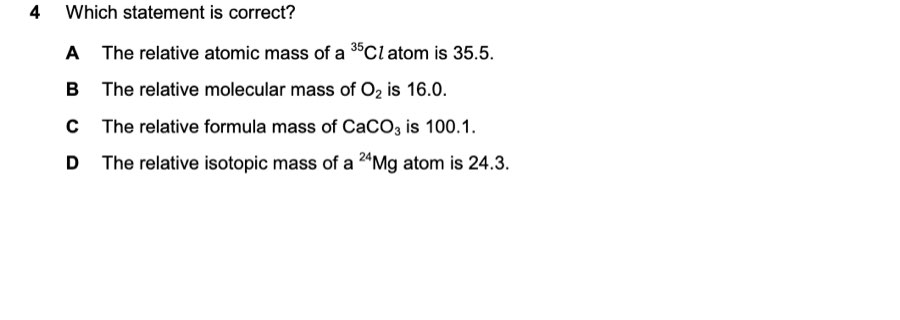 4 Which statement is correct?
A The relative atomic mass of a ³⁵Cl atom is 35.5.
B The relative molecular mass of O₂ is 16.0.
C The relative formula mass of CaCO₃ is 100.1.
D The relative isotopic mass of a ²⁴Mg atom is 24.3.